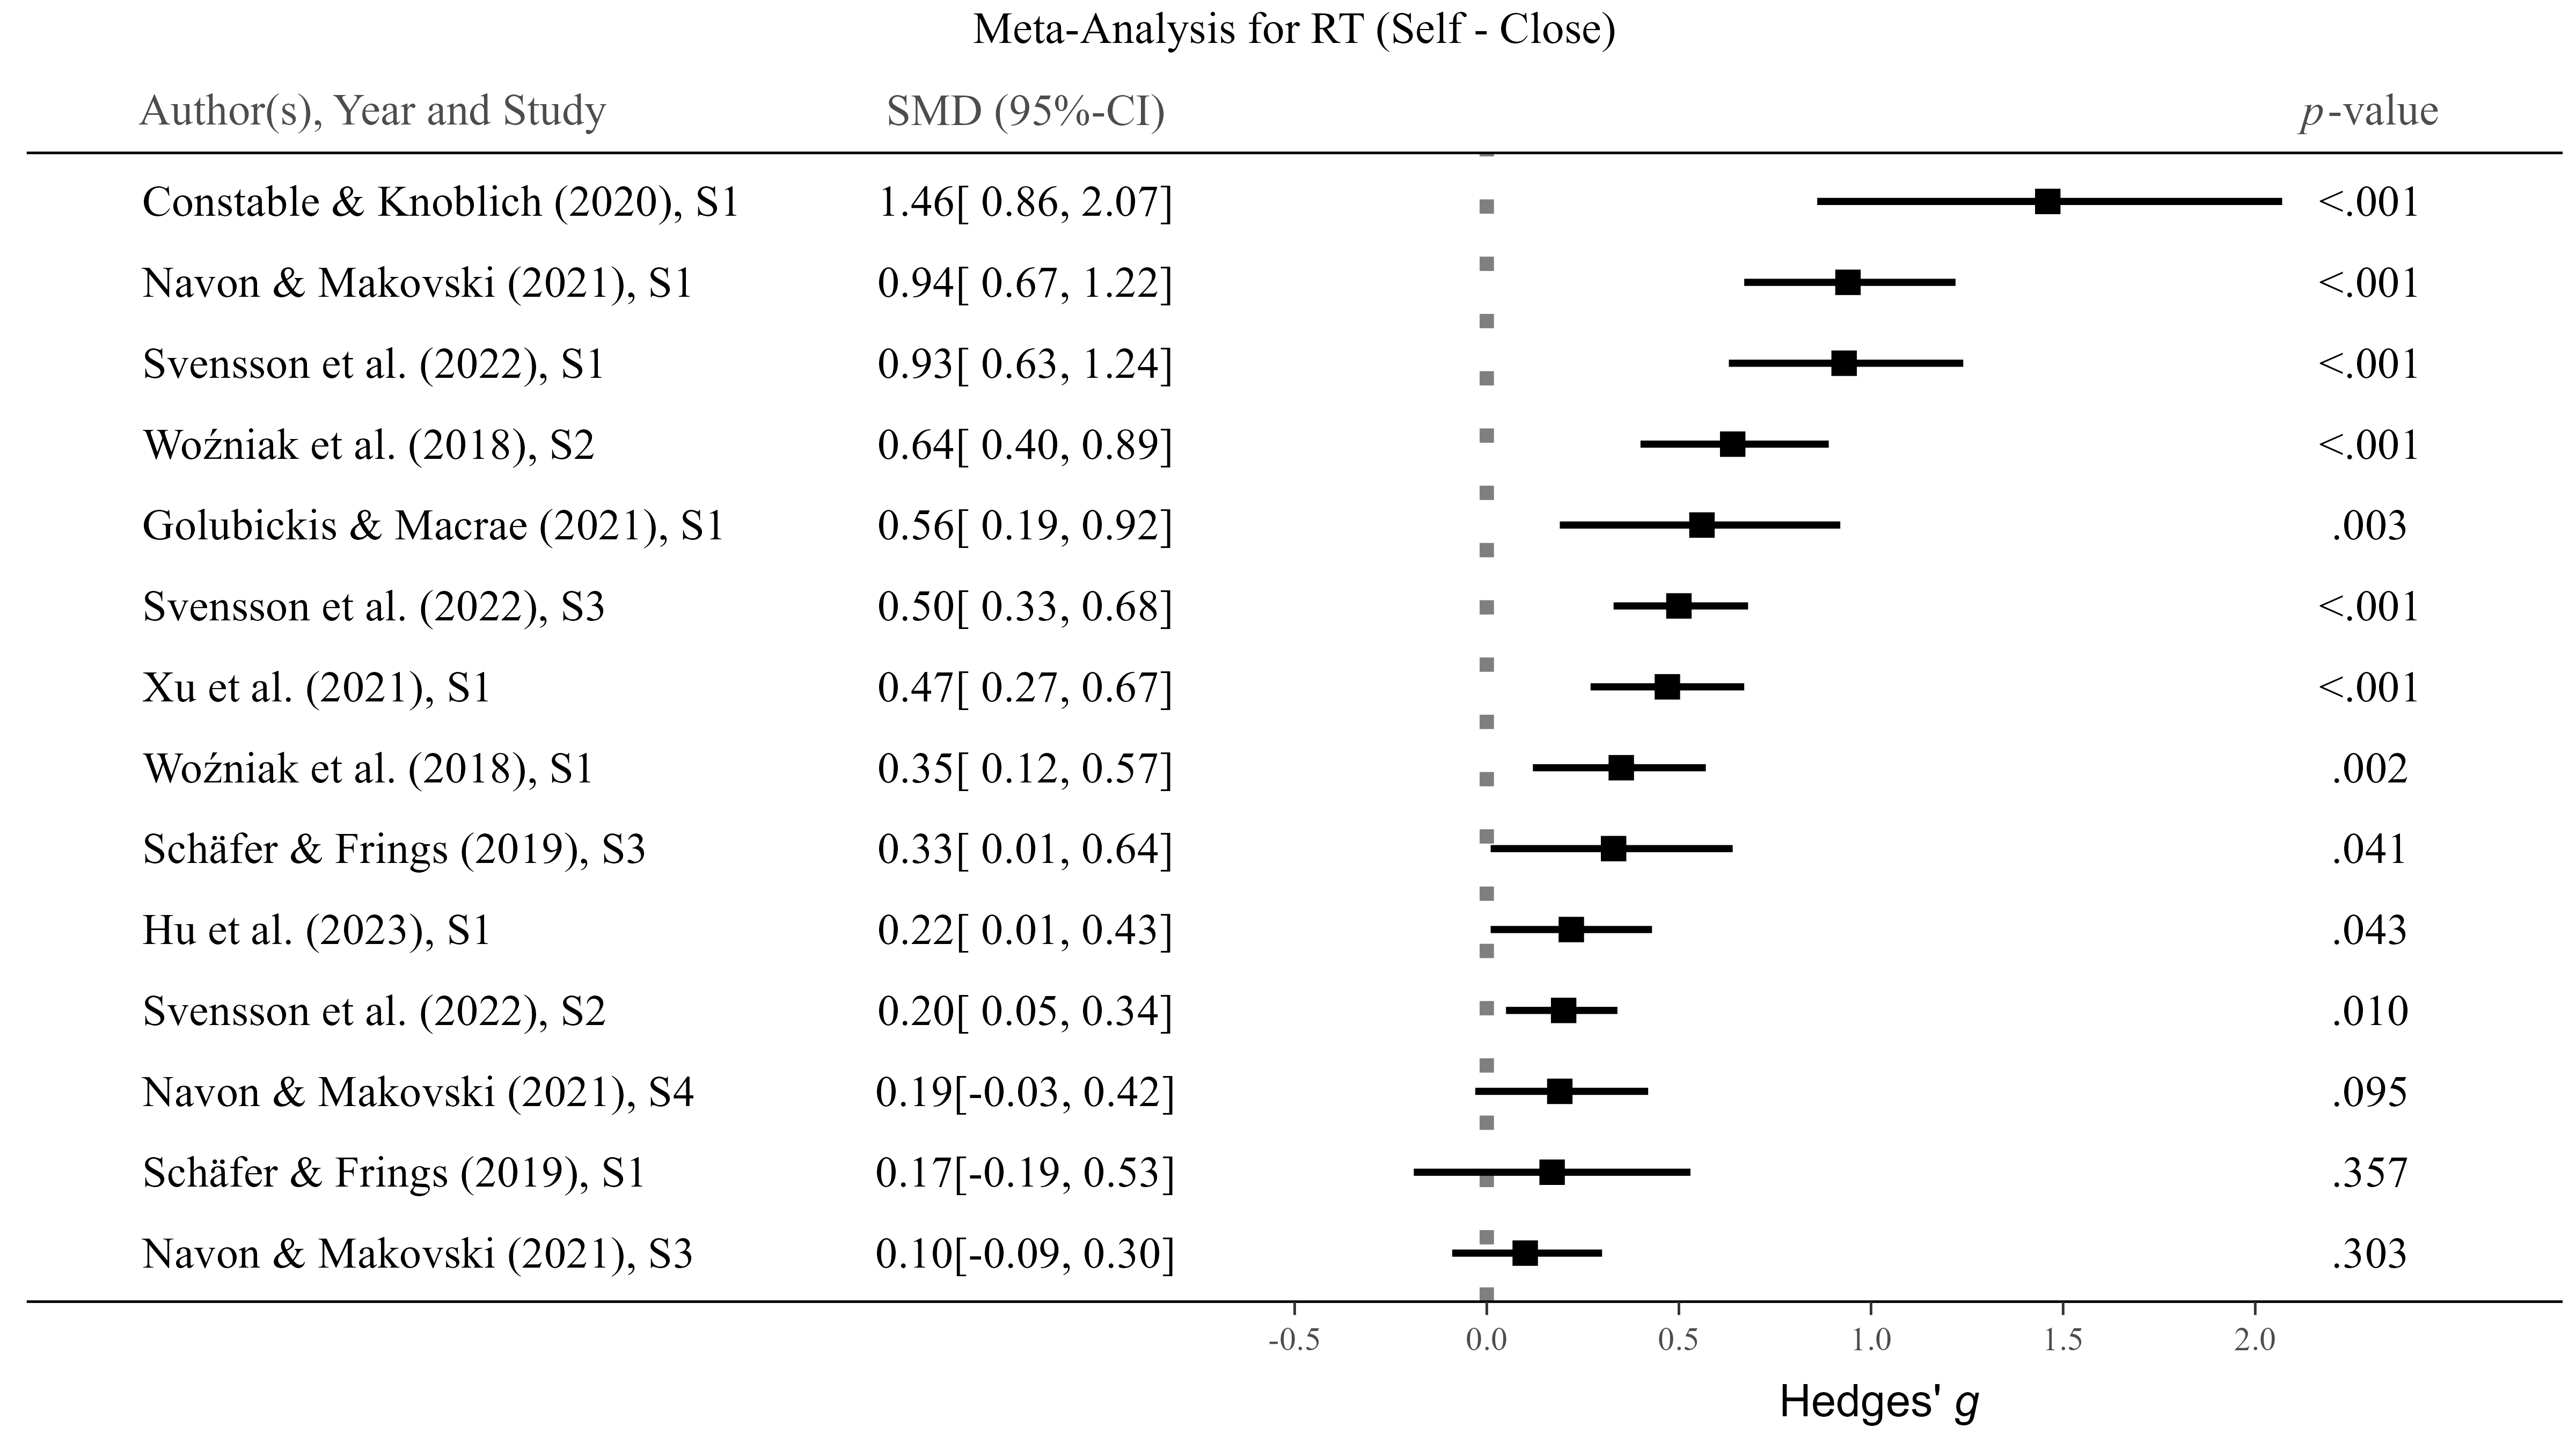 Meta-Analysis for RT (Self - Close)
Author(s), Year and Study SMD (95%-CI) p-value
Constable & Knoblich (2020), S1 1.46[ 0.86, 2.07] <.001
Navon & Makovski (2021), S1 0.94[ 0.67, 1.22] <.001
Svensson et al. (2022), S1 0.93[ 0.63, 1.24] <.001
Woźniak et al. (2018), S2 0.64[ 0.40, 0.89] <.001
Golubickis & Macrae (2021), S1 0.56[ 0.19, 0.92] .003
Svensson et al. (2022), S3 0.50[ 0.33, 0.68] <.001
Xu et al. (2021), S1 0.47[ 0.27, 0.67] <.001
Woźniak et al. (2018), S1 0.35[ 0.12, 0.57] .002
Schäfer & Frings (2019), S3 0.33[ 0.01, 0.64] .041
Hu et al. (2023), S1 0.22[ 0.01, 0.43] .043
Svensson et al. (2022), S2 0.20[ 0.05, 0.34] .010
Navon & Makovski (2021), S4 0.19[-0.03, 0.42] .095
Schäfer & Frings (2019), S1 0.17[-0.19, 0.53] .357
Navon & Makovski (2021), S3 0.10[-0.09, 0.30] .303
-0.5 0.0 0.5 1.0 1.5 2.0
Hedges' g